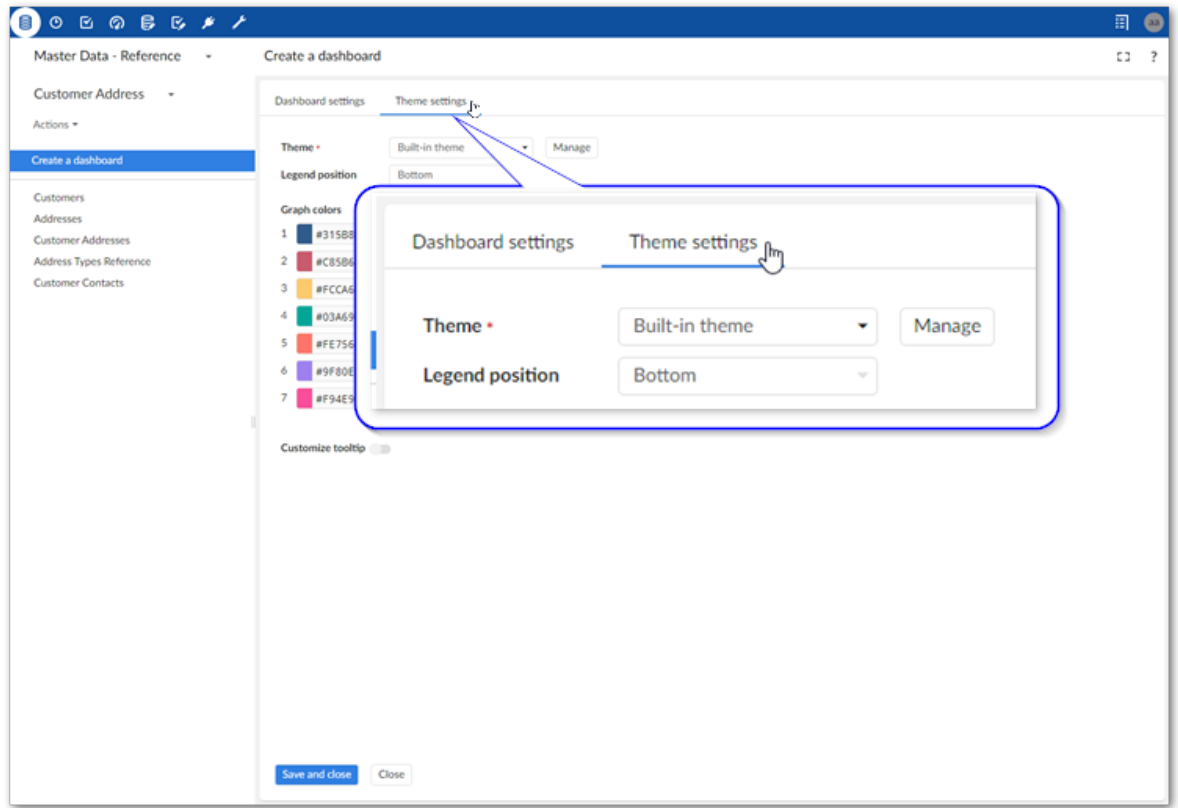 aa
Master Data - Reference
Create a dashboard
?
Customer Address
Actions
Create a dashboard
Customers
Addresses
Customer Addresses
Address Types Reference
Customer Contacts
Dashboard settings Theme settings
Theme • Built-in theme Manage
Legend position Bottom
Graph colors
1 #315B8
2 #C85B6
3 #FCCA6
4 #03A69
5 #FE756
6 #9F80E
7 #F94E9
Customize tooltip
Dashboard settings Theme settings
Theme • Built-in theme Manage
Legend position Bottom
Save and close Close